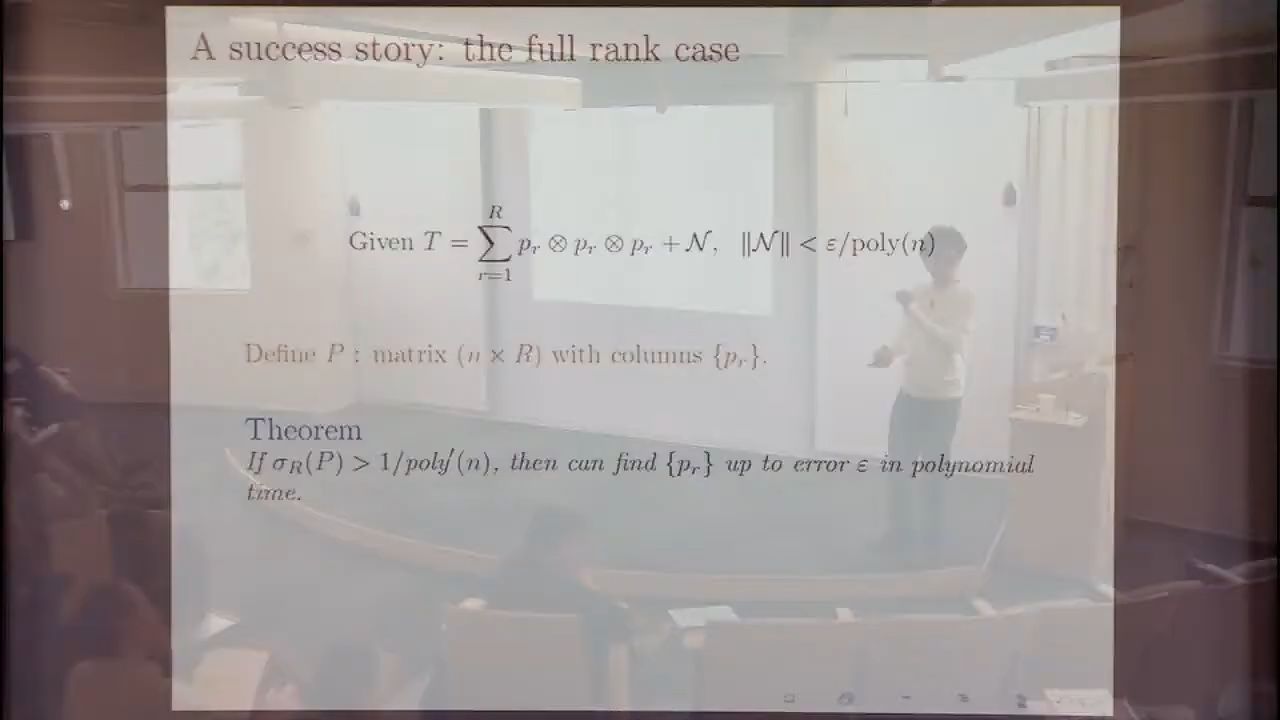 A success story: the full rank case
Given T = ∑_{r=1}^{R} p_r ⊗ p_r ⊗ p_r + 𝒩, ‖𝒩‖ < ε/poly(n)
Define P : matrix (n × R) with columns {p_r}.
Theorem
If σ_R(P) > 1/poly′(n), then can find {p_r} up to error ε in polynomial
time.